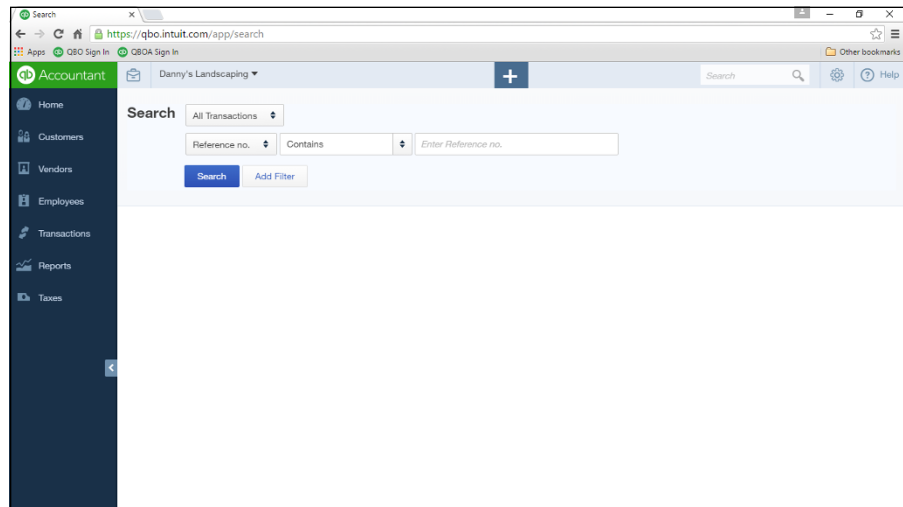 Search
https://qbo.intuit.com/app/search
Apps QBO Sign In QBOA Sign In Other bookmarks
qb Accountant Danny's Landscaping Search Help
Home
Customers
Vendors
Employees
Transactions
Reports
Taxes
Search All Transactions
Reference no. Contains Enter Reference no.
Search Add Filter